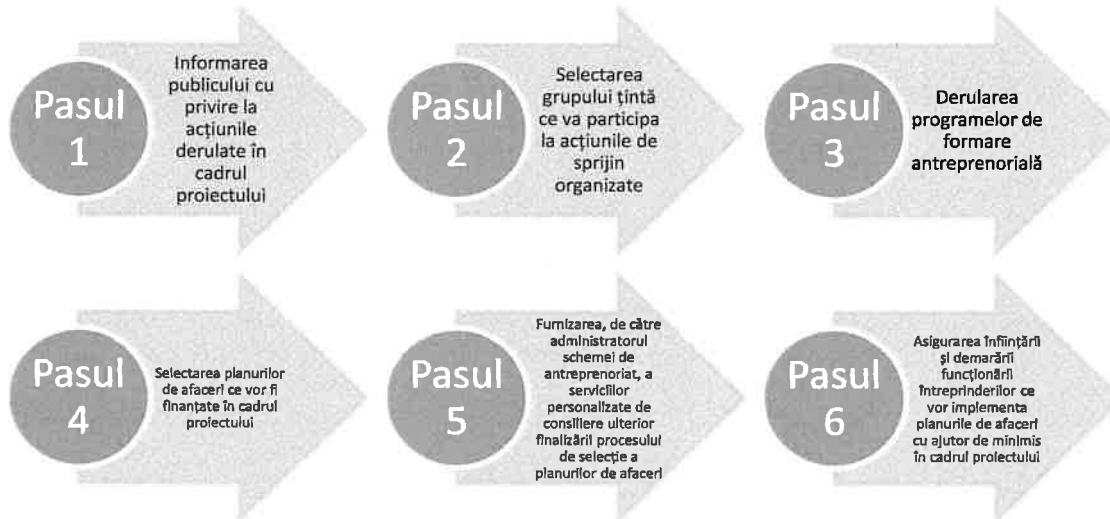 Pasul
1
Informarea
publicului cu
privire la
acțiunile
derulate în
cadrul
proiectului
Pasul
2
Selectarea
grupului țintă
ce va participa
la acțiunile de
sprijin
organizate
Pasul
3
Derularea
programelor de
formare
antreprenorială
Pasul
4
Selectarea planurilor
de afaceri ce vor fi
finanțate în cadrul
proiectului
Pasul
5
Furnizarea, de către
administratorul
schemei de
antreprenoriat, a
serviciilor
personalizate de
consiliere ulterior
finalizării procesului
de selecție a
planurilor de afaceri
Pasul
6
Asigurarea înființării
și demarării
funcționării
întreprinderilor ce
vor implementa
planurile de afaceri
cu ajutor de minimis
în cadrul proiectului